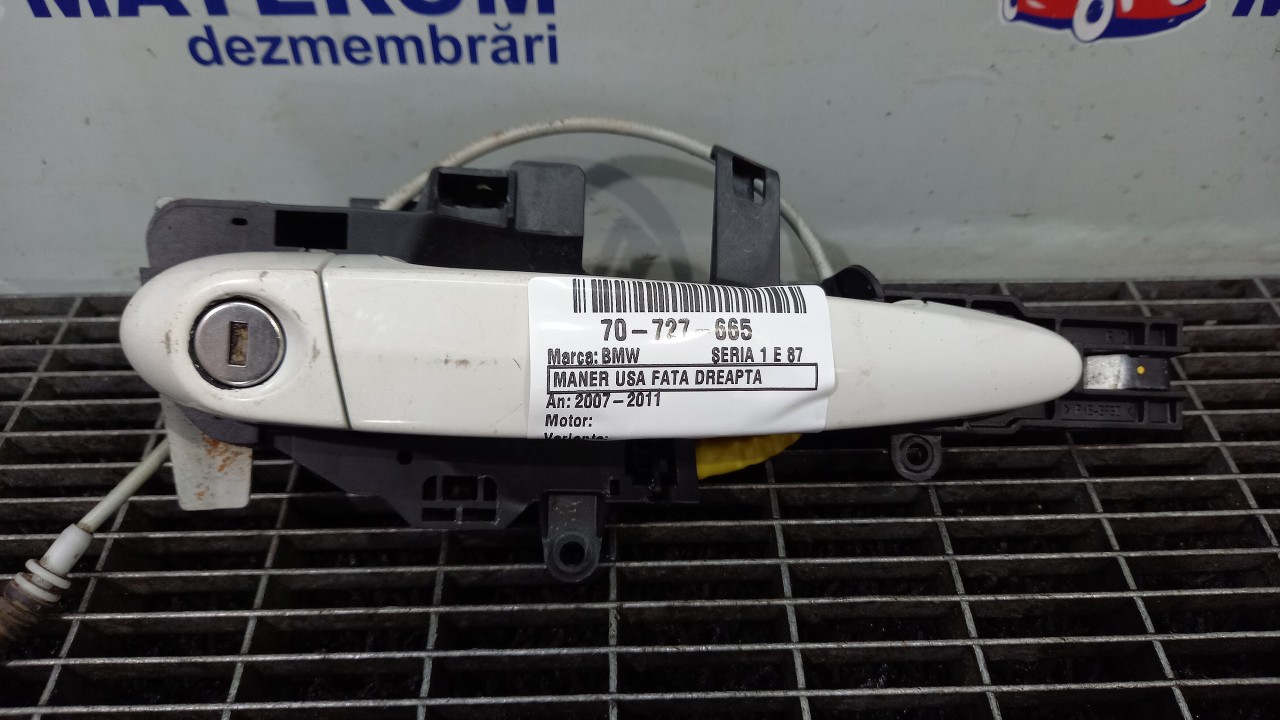 dezmembrări
70-727-665
Marca: BMW SERIA 1 E 87
MANER USA FATA DREAPTA
An: 2007-2011
Motor: